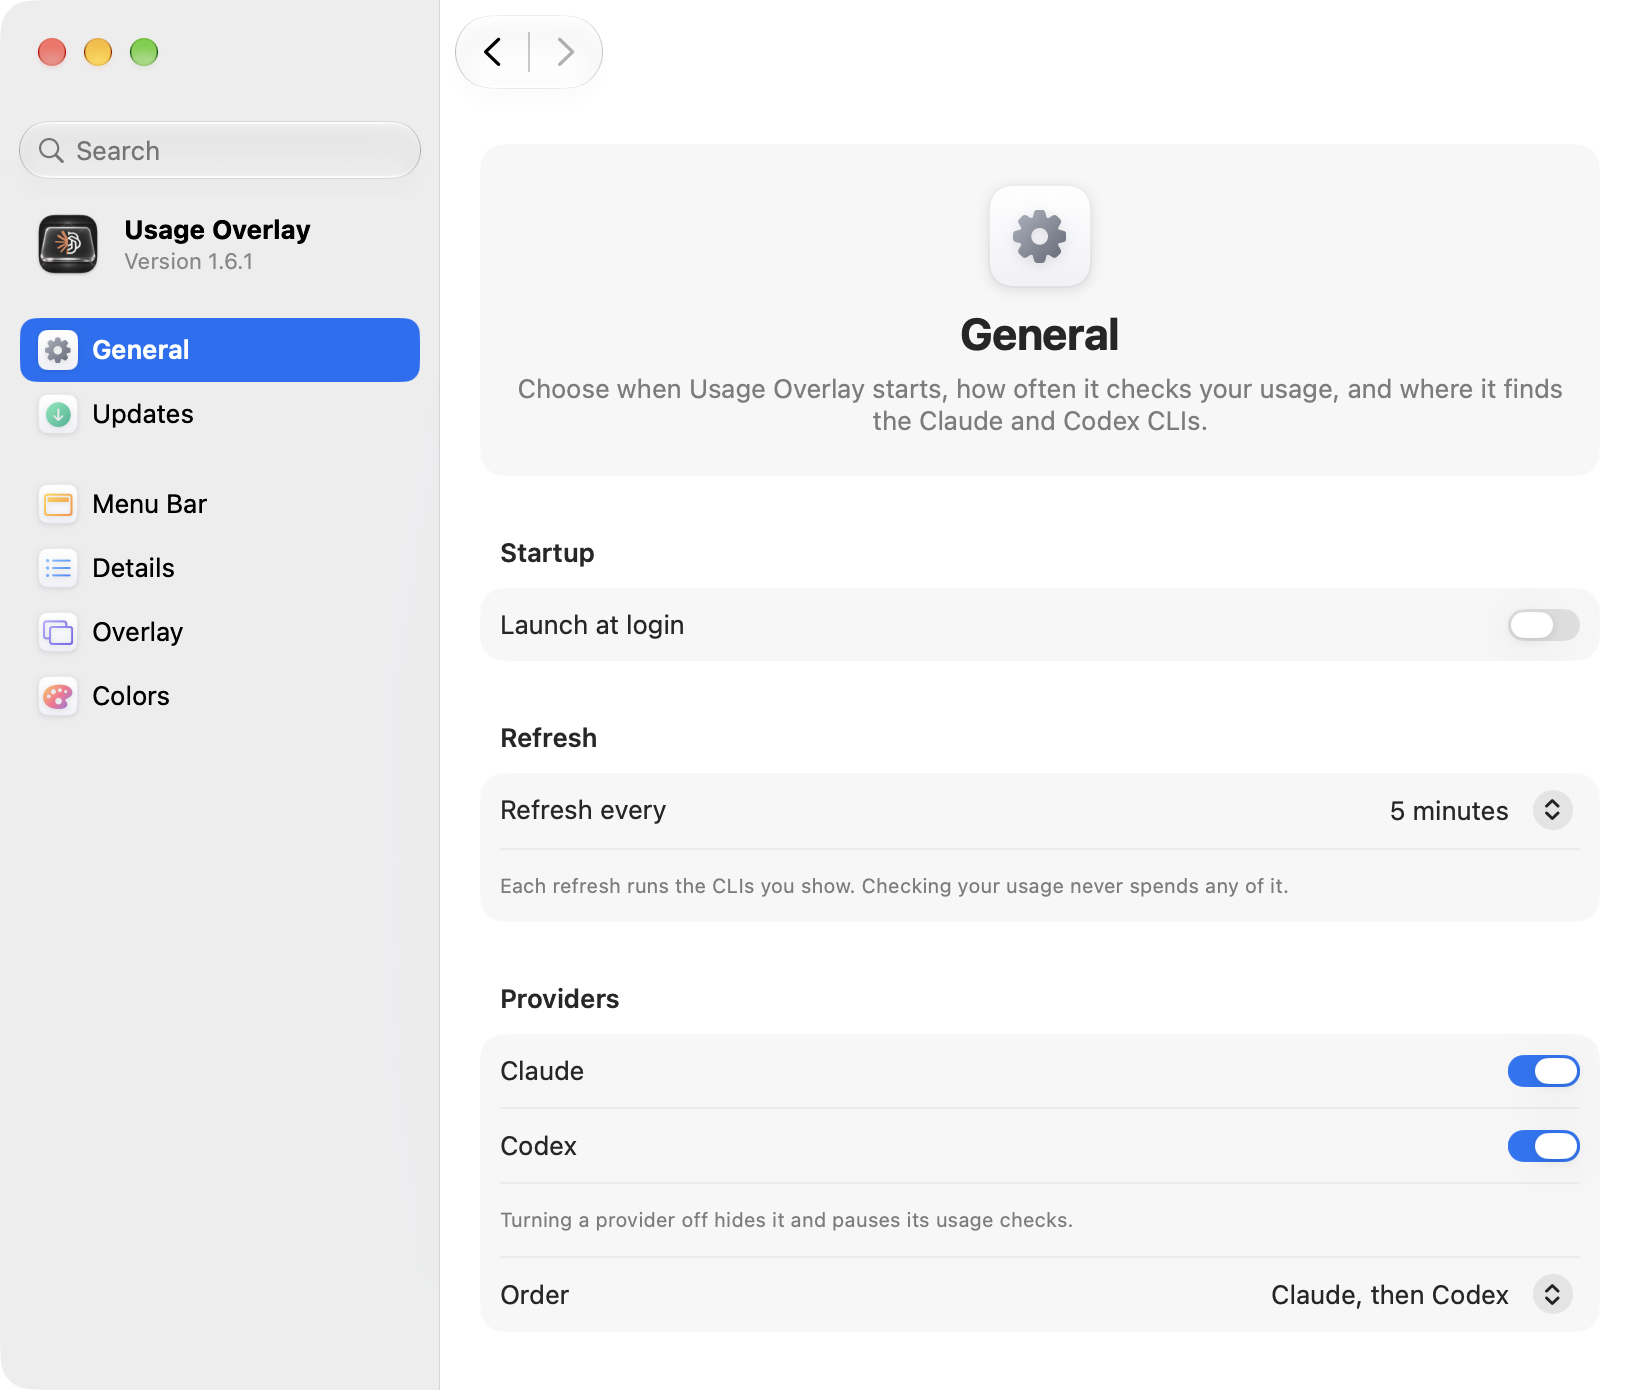 Search
Usage Overlay
Version 1.6.1
General
Updates
Menu Bar
Details
Overlay
Colors
General
Choose when Usage Overlay starts, how often it checks your usage, and where it finds
the Claude and Codex CLIs.
Startup
Launch at login
Refresh
Refresh every
5 minutes
Each refresh runs the CLIs you show. Checking your usage never spends any of it.
Providers
Claude
Codex
Turning a provider off hides it and pauses its usage checks.
Order
Claude, then Codex